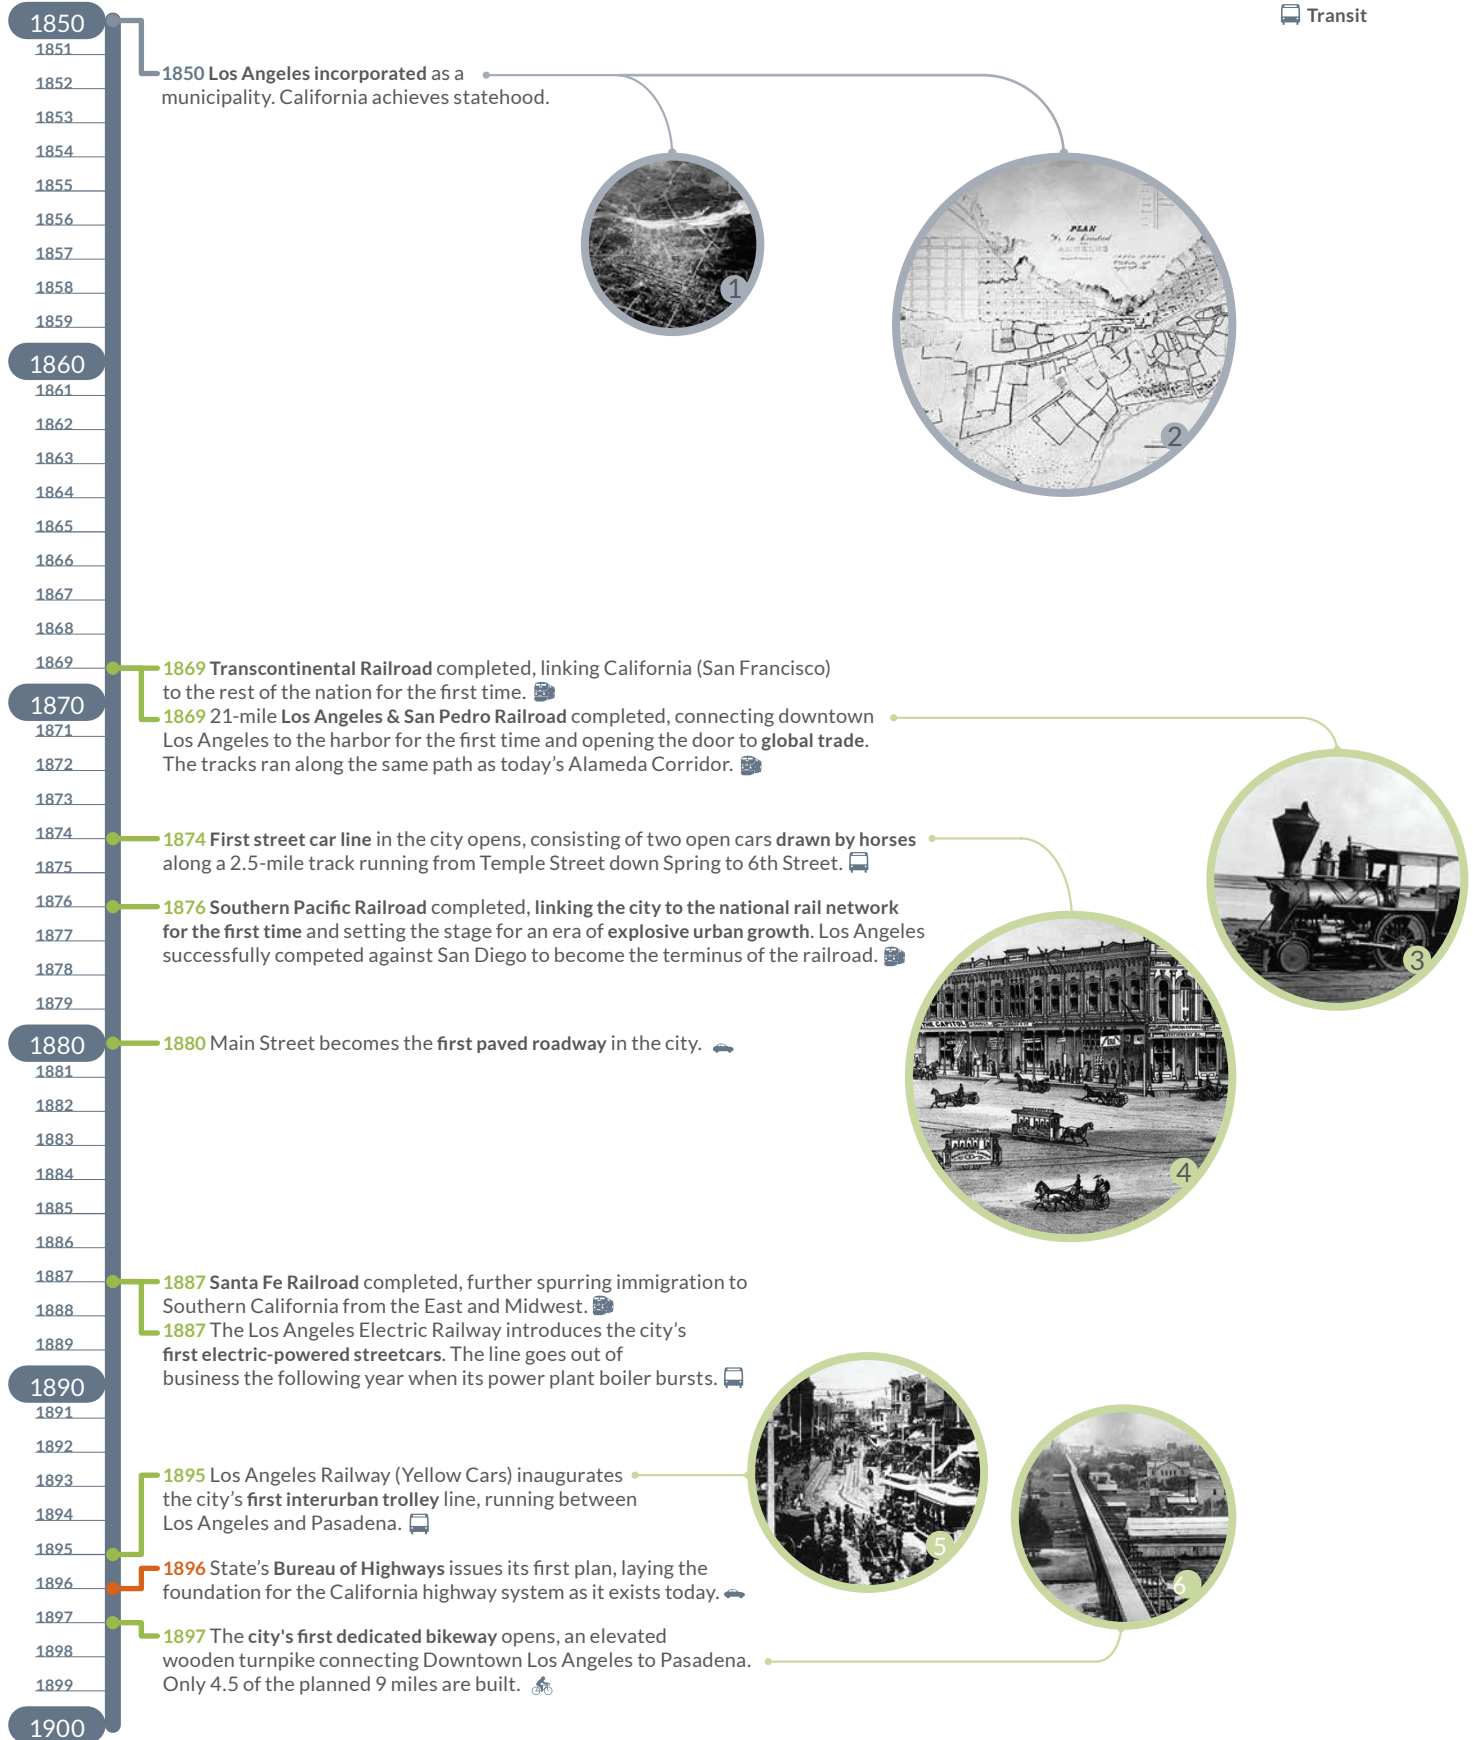 Transit
1850
1851
1852
1853
1854
1855
1856
1857
1858
1859
1860
1861
1862
1863
1864
1865
1866
1867
1868
1869
1870
1871
1872
1873
1874
1875
1876
1877
1878
1879
1880
1881
1882
1883
1884
1885
1886
1887
1888
1889
1890
1891
1892
1893
1894
1895
1896
1897
1898
1899
1900
1850 Los Angeles incorporated as a
municipality. California achieves statehood.
1
PLAN
de la Ciudad
ANGELES
2
1869 Transcontinental Railroad completed, linking California (San Francisco)
to the rest of the nation for the first time.
1869 21-mile Los Angeles & San Pedro Railroad completed, connecting downtown
Los Angeles to the harbor for the first time and opening the door to global trade.
The tracks ran along the same path as today's Alameda Corridor.
3
1874 First street car line in the city opens, consisting of two open cars drawn by horses
along a 2.5-mile track running from Temple Street down Spring to 6th Street.
1876 Southern Pacific Railroad completed, linking the city to the national rail network
for the first time and setting the stage for an era of explosive urban growth. Los Angeles
successfully competed against San Diego to become the terminus of the railroad.
THE CAPITOL
4
1880 Main Street becomes the first paved roadway in the city.
1887 Santa Fe Railroad completed, further spurring immigration to
Southern California from the East and Midwest.
1887 The Los Angeles Electric Railway introduces the city's
first electric-powered streetcars. The line goes out of
business the following year when its power plant boiler bursts.
1895 Los Angeles Railway (Yellow Cars) inaugurates
the city's first interurban trolley line, running between
Los Angeles and Pasadena.
5
1896 State's Bureau of Highways issues its first plan, laying the
foundation for the California highway system as it exists today.
6
1897 The city's first dedicated bikeway opens, an elevated
wooden turnpike connecting Downtown Los Angeles to Pasadena.
Only 4.5 of the planned 9 miles are built.